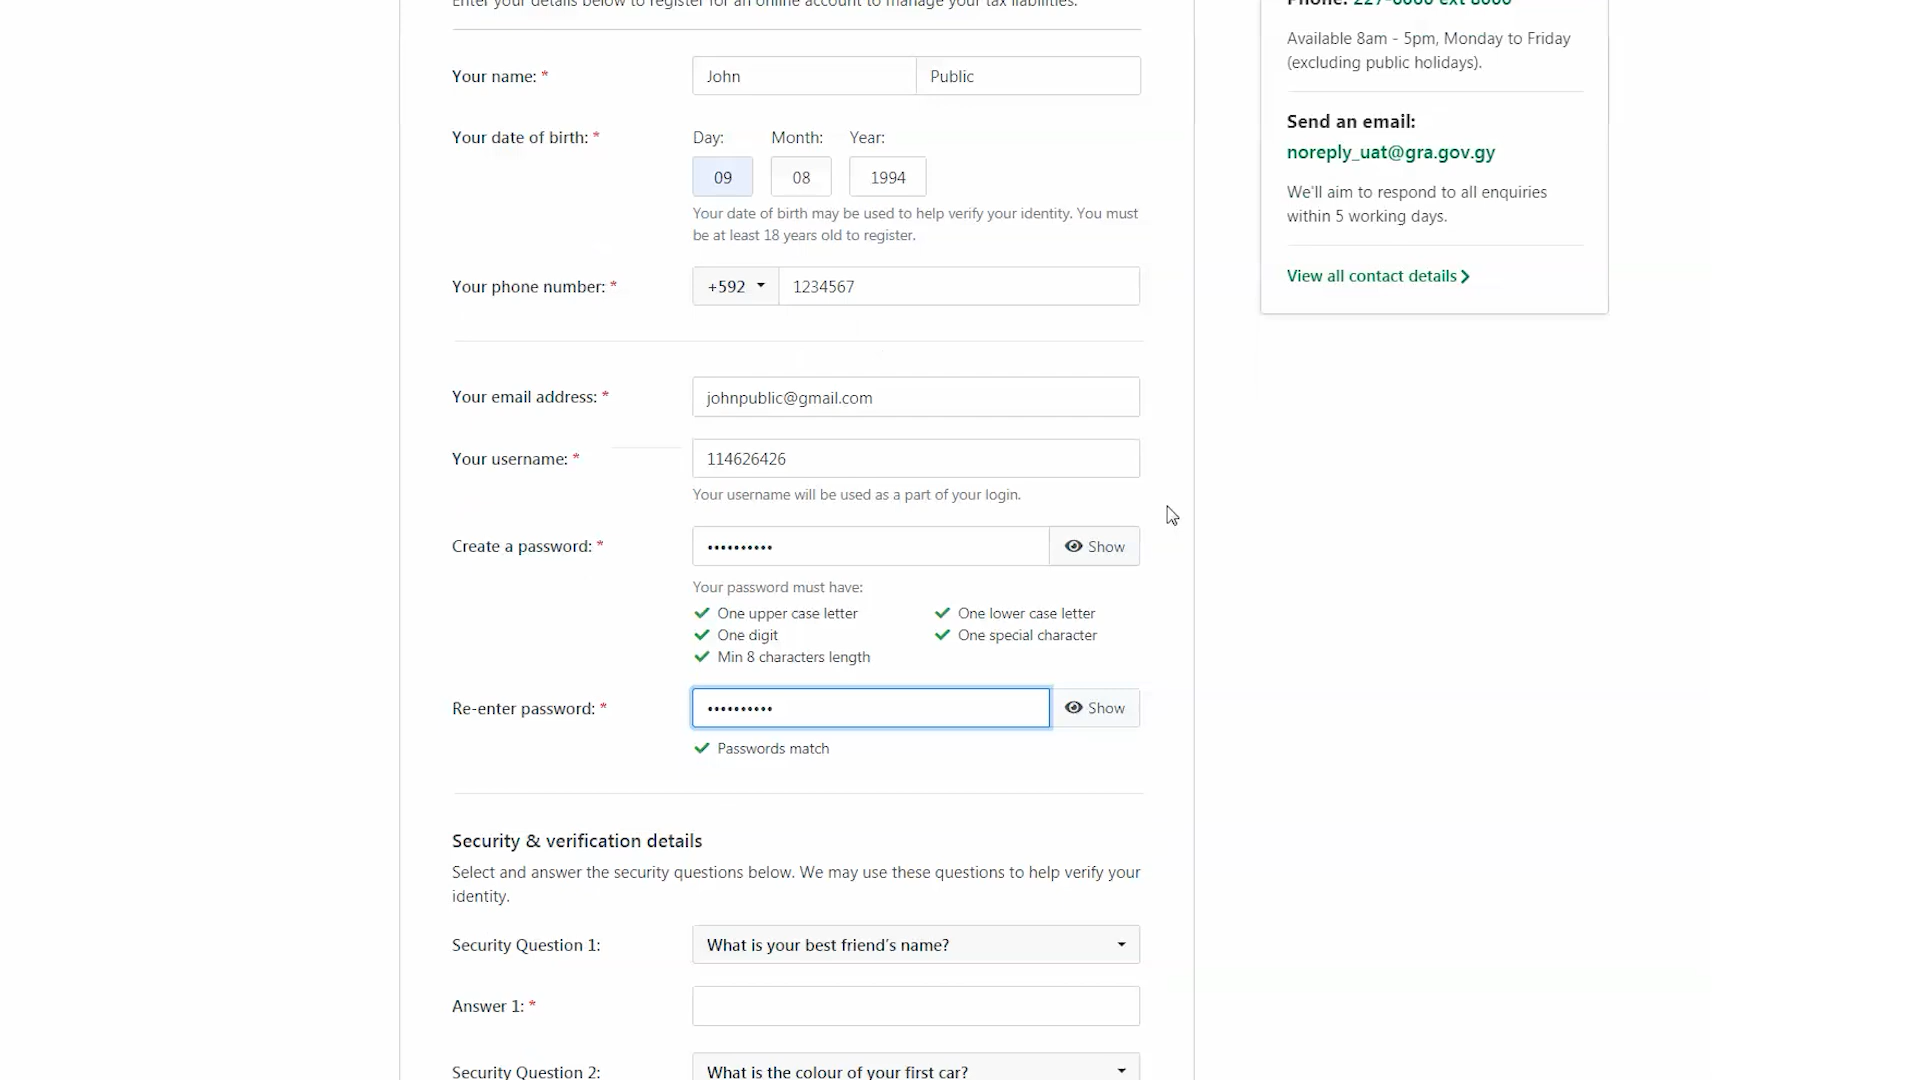 Enter your details below to register for an online account to manage your tax liabilities.
Your name: *
John
Public
Your date of birth: *
Day:
Month:
Year:
09
08
1994
Your date of birth may be used to help verify your identity. You must
be at least 18 years old to register.
Your phone number: *
+592
1234567
Your email address: *
johnpublic@gmail.com
Your username: *
114626426
Your username will be used as a part of your login.
Create a password: *
••••••••••
Show
Your password must have:
One upper case letter
One lower case letter
One digit
One special character
Min 8 characters length
Re-enter password: *
••••••••••
Show
Passwords match
Security & verification details
Select and answer the security questions below. We may use these questions to help verify your
identity.
Security Question 1:
What is your best friend's name?
Answer 1: *
Security Question 2:
What is the colour of your first car?
Phone:
Available 8am - 5pm, Monday to Friday
(excluding public holidays).
Send an email:
noreply_uat@gra.gov.gy
We'll aim to respond to all enquiries
within 5 working days.
View all contact details